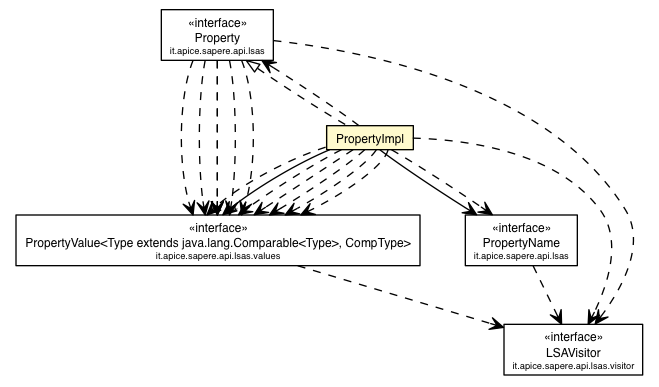 «interface»
Property
it.apice.sapere.api.lsas
PropertyImpl
«interface»
PropertyValue<Type extends java.lang.Comparable<Type>, CompType>
it.apice.sapere.api.lsas.values
«interface»
PropertyName
it.apice.sapere.api.lsas
«interface»
LSAVisitor
it.apice.sapere.api.lsas.visitor